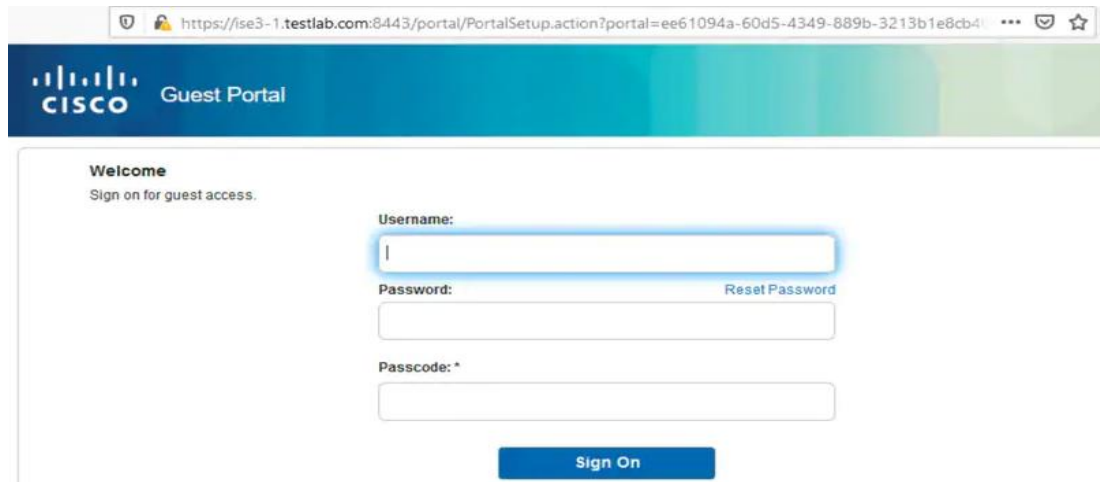 https://ise3-1.testlab.com:8443/portal/PortalSetup.action?portal=ee61094a-60d5-4349-889b-3213b1e8cb4
CISCO Guest Portal
Welcome
Sign on for guest access.
Username:
Password: Reset Password
Passcode: *
Sign On